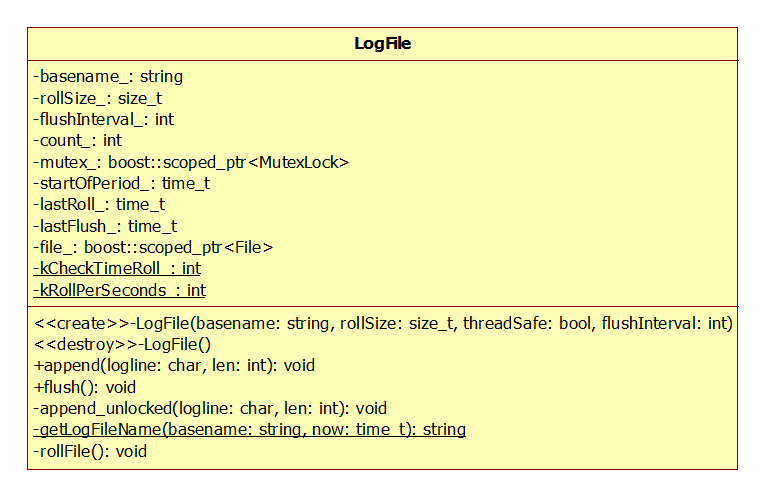 LogFile
-basename_: string
-rollSize_: size_t
-flushInterval_: int
-count_: int
-mutex_: boost::scoped_ptr<MutexLock>
-startOfPeriod_: time_t
-lastRoll_: time_t
-lastFlush_: time_t
-file_: boost::scoped_ptr<File>
-kCheckTimeRoll_: int
-kRollPerSeconds_: int
<<create>>-LogFile(basename: string, rollSize: size_t, threadSafe: bool, flushInterval: int)
<<destroy>>-LogFile()
+append(logline: char, len: int): void
+flush(): void
-append_unlocked(logline: char, len: int): void
-getLogFileName(basename: string, now: time_t): string
-rollFile(): void